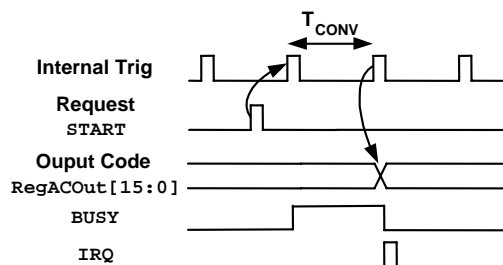 T_CONV
Internal Trig
Request
START
Ouput Code
RegACOut[15:0]
BUSY
IRQ